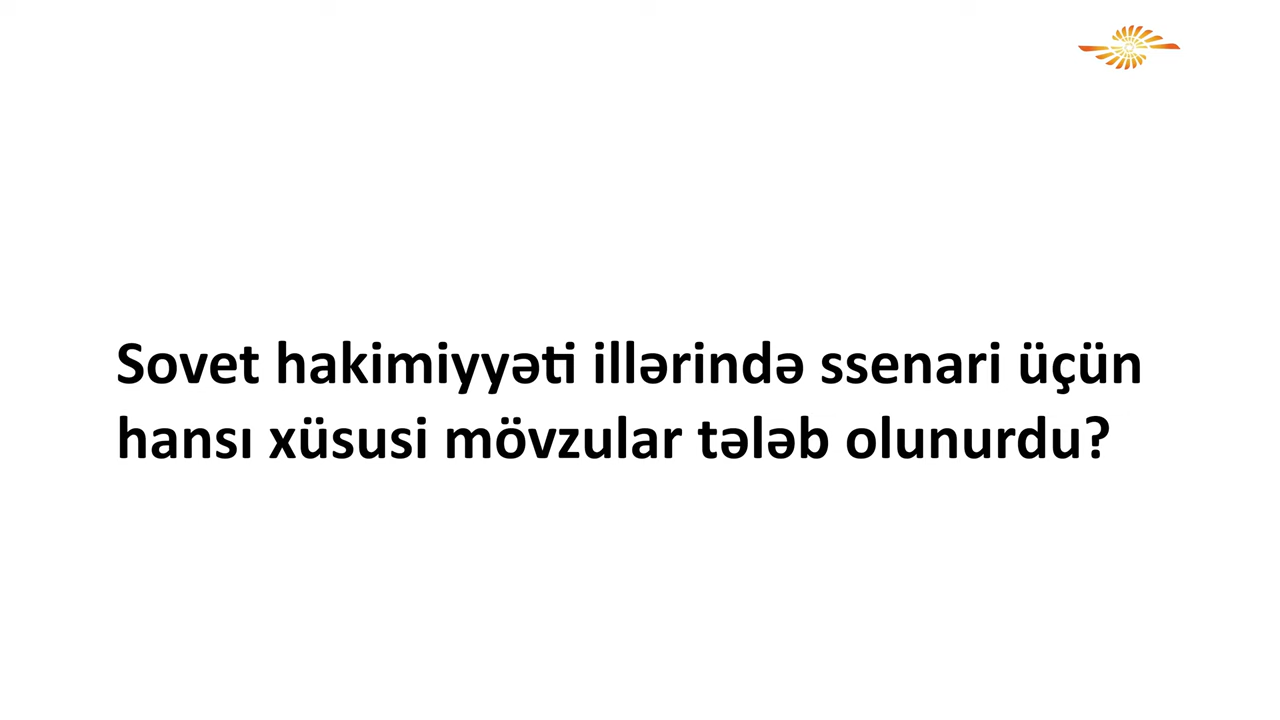 Sovet hakimiyyəti illərində ssenari üçün
hansı xüsusi mövzular tələb olunurdu?